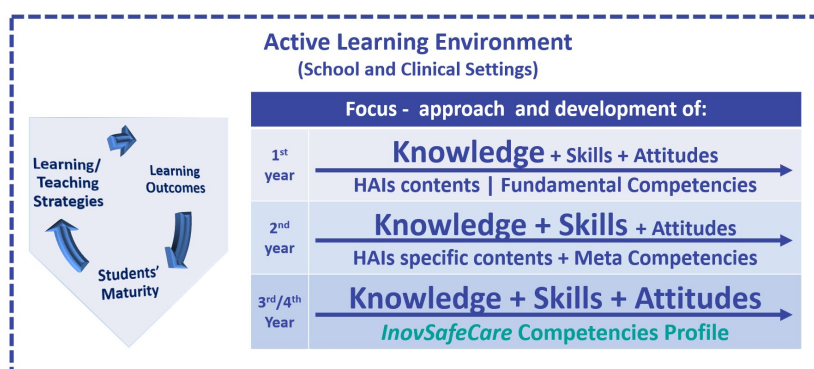 Active Learning Environment
(School and Clinical Settings)
Learning/
Teaching
Strategies
Learning
Outcomes
Students'
Maturity
Focus - approach and development of:
1st
year
Knowledge + Skills + Attitudes
HAIs contents | Fundamental Competencies
2nd
year
Knowledge + Skills + Attitudes
HAIs specific contents + Meta Competencies
3rd/4th
Year
Knowledge + Skills + Attitudes
InovSafeCare Competencies Profile